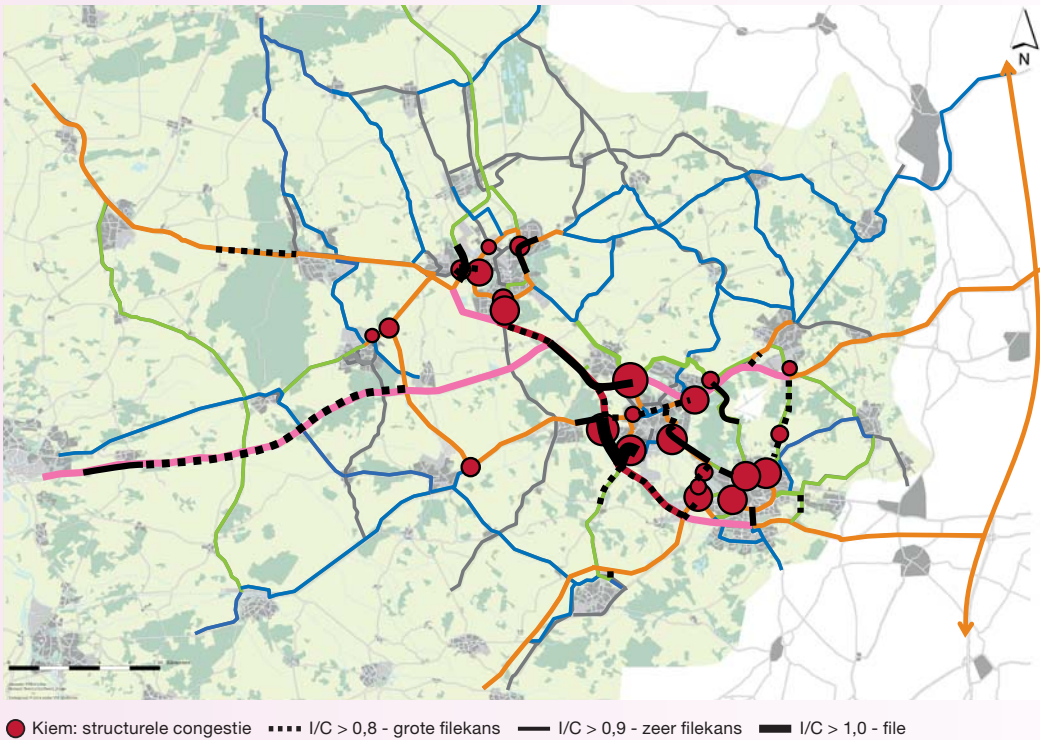 N
Kiem: structurele congestie I/C > 0,8 - grote filekans I/C > 0,9 - zeer filekans I/C > 1,0 - file